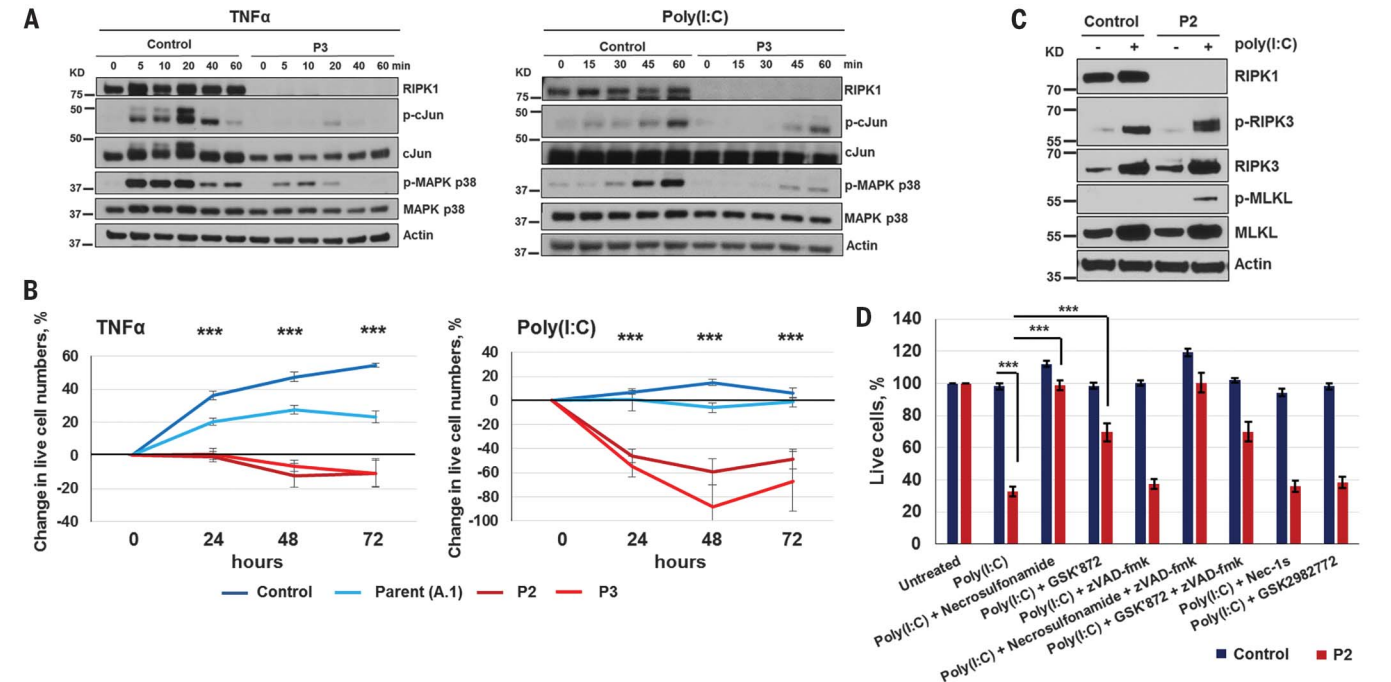 A
TNFα
Control P3
KD 0 5 10 20 40 60 0 5 10 20 40 60 min
75 RIPK1
50 p-cJun
50 cJun
37 p-MAPK p38
37 MAPK p38
37 Actin
Poly(I:C)
Control P3
KD 0 15 30 45 60 0 15 30 45 60 min
75 RIPK1
50 p-cJun
50 cJun
37 p-MAPK p38
37 MAPK p38
37 Actin
B
TNFα *** *** ***
Change in live cell numbers, %
60
40
20
0
-20
-40
0 24 48 72
hours
Poly(I:C) *** *** ***
Change in live cell numbers, %
40
20
0
-20
-40
-60
-80
-100
0 24 48 72
hours
Control Parent (A.1) P2 P3
C
Control P2
KD - + - + poly(I:C)
70 RIPK1
70 p-RIPK3
55
70 RIPK3
55 p-MLKL
55 MLKL
35 Actin
D
Live cells, %
140
120
100
80
60
40
20
0
***
***
***
Untreated
Poly(I:C)
Poly(I:C) + Necrosulfonamide
Poly(I:C) + GSK'872
Poly(I:C) + zVAD-fmk
Poly(I:C) + Necrosulfonamide + zVAD-fmk
Poly(I:C) + GSK'872 + zVAD-fmk
Poly(I:C) + Nec-1s
Poly(I:C) + GSK2982772
Control P2